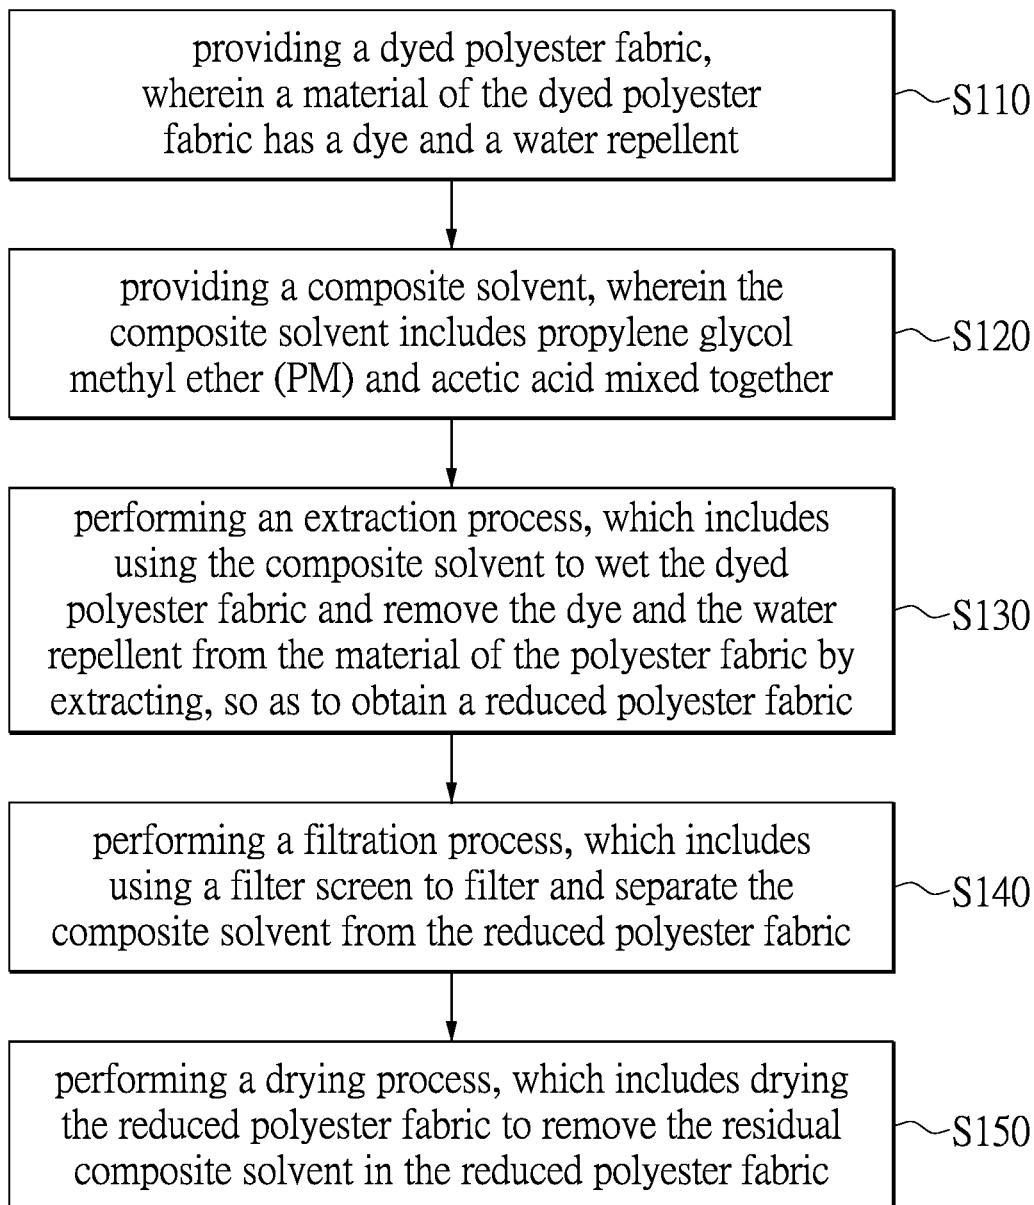 providing a dyed polyester fabric,
wherein a material of the dyed polyester
fabric has a dye and a water repellent
S110
providing a composite solvent, wherein the
composite solvent includes propylene glycol
methyl ether (PM) and acetic acid mixed together
S120
performing an extraction process, which includes
using the composite solvent to wet the dyed
polyester fabric and remove the dye and the water
repellent from the material of the polyester fabric by
extracting, so as to obtain a reduced polyester fabric
S130
performing a filtration process, which includes
using a filter screen to filter and separate the
composite solvent from the reduced polyester fabric
S140
performing a drying process, which includes drying
the reduced polyester fabric to remove the residual
composite solvent in the reduced polyester fabric
S150